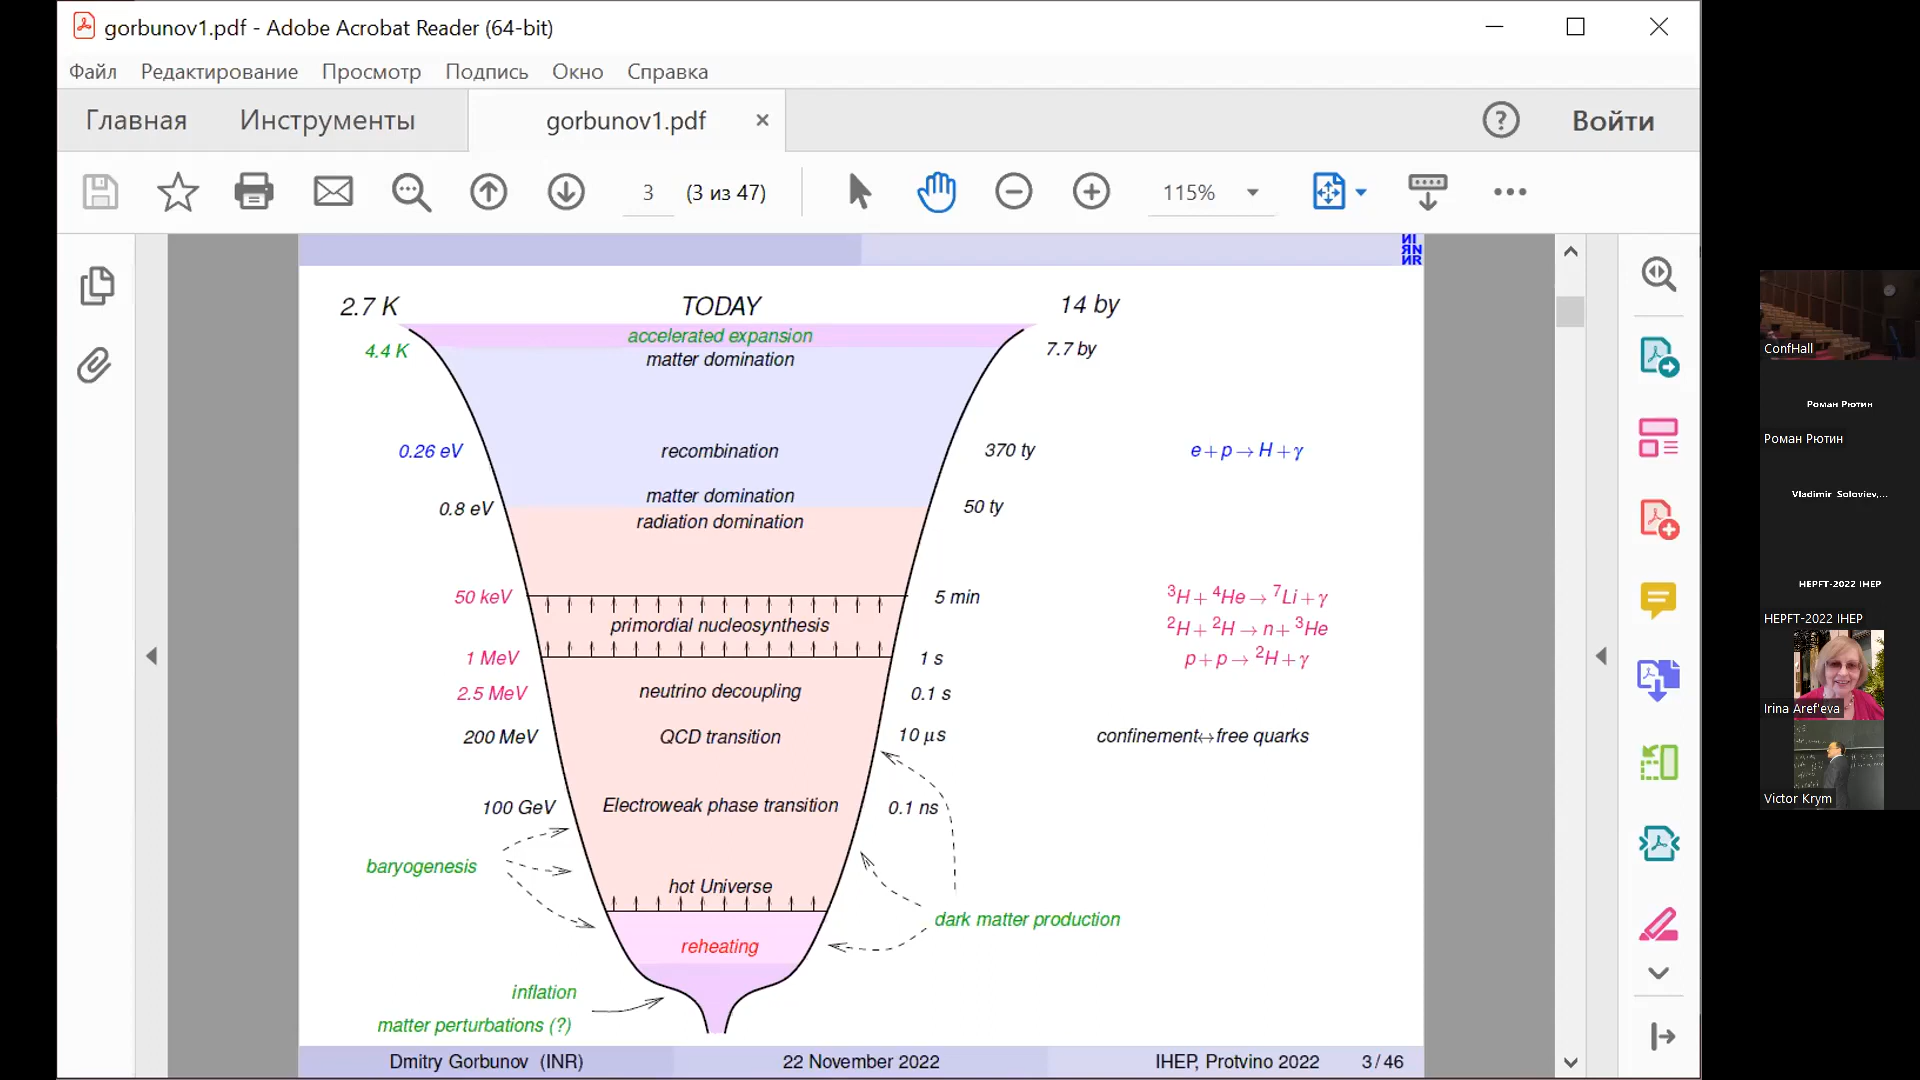 gorbunov1.pdf - Adobe Acrobat Reader (64-bit)
Файл Редактирование Просмотр Подпись Окно Справка
Главная Инструменты gorbunov1.pdf × ? Войти
3 (3 из 47) 115%
ИI
ЯN
ИR
2.7 K TODAY 14 by
accelerated expansion
4.4 K matter domination 7.7 by
0.26 eV recombination 370 ty e+p→H+γ
matter domination
0.8 eV 50 ty
radiation domination
50 keV 5 min ³H+⁴He→⁷Li+γ
primordial nucleosynthesis ²H+²H→n+³He
1 MeV 1 s p+p→²H+γ
2.5 MeV neutrino decoupling 0.1 s
200 MeV QCD transition 10 μs confinement↔free quarks
100 GeV Electroweak phase transition 0.1 ns
baryogenesis
hot Universe
dark matter production
reheating
inflation
matter perturbations (?)
Dmitry Gorbunov (INR) 22 November 2022 IHEP, Protvino 2022 3 / 46
ConfHall
Роман Рютин
Роман Рютин
Vladimir Soloviev,...
HEPFT-2022 IHEP
HEPFT-2022 IHEP
Irina Aref'eva
Victor Krym